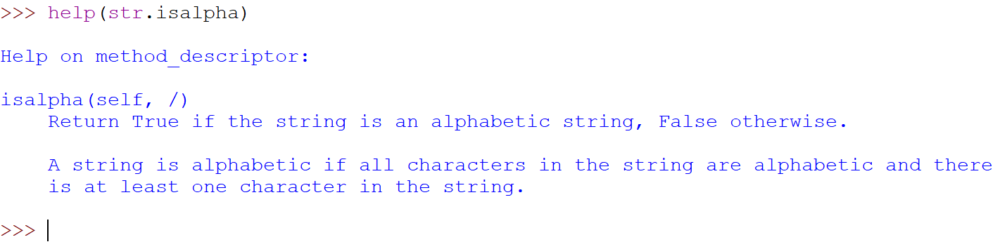 >>> help(str.isalpha)
Help on method_descriptor:
isalpha(self, /)
Return True if the string is an alphabetic string, False otherwise.
A string is alphabetic if all characters in the string are alphabetic and there
is at least one character in the string.
>>>